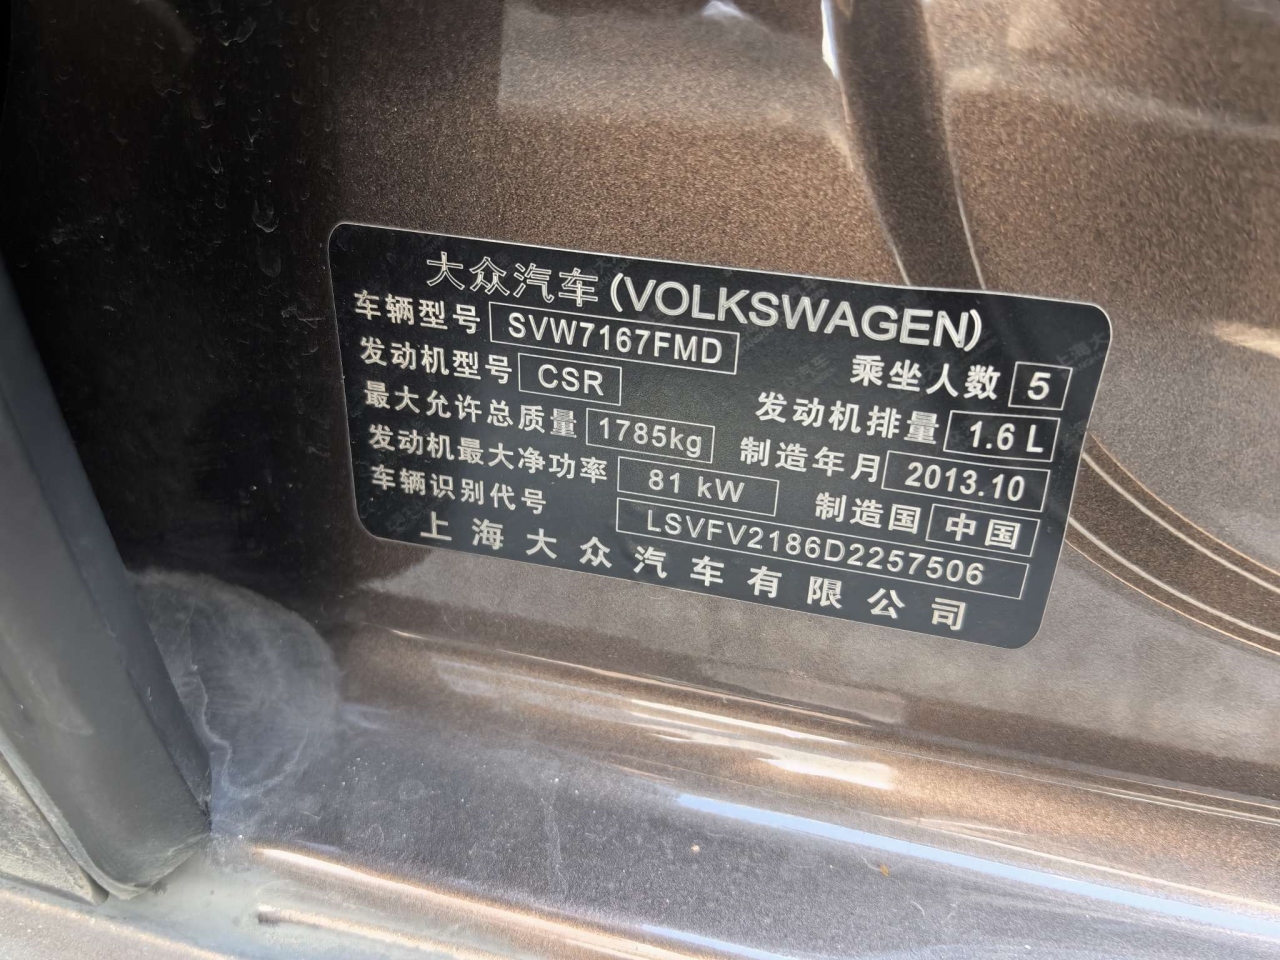 大众汽车(VOLKSWAGEN)
车辆型号 SVW7167FMD 乘坐人数 5
发动机型号 CSR 发动机排量 1.6 L
最大允许总质量 1785kg 制造年月 2013.10
发动机最大净功率 81 kW 制造国 中国
车辆识别代号 LSVFV2186D2257506
上海大众汽车有限公司